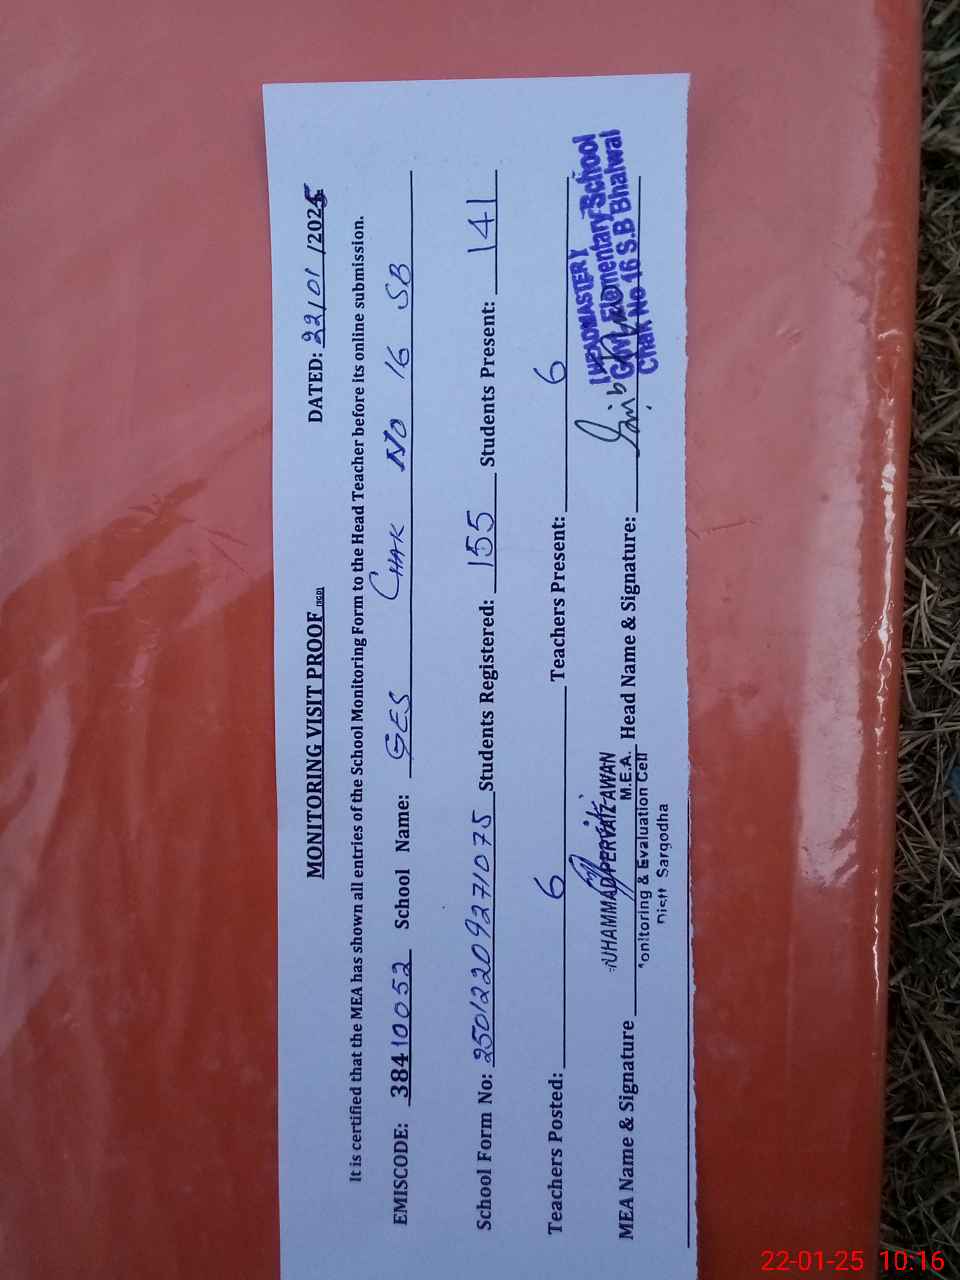 MONITORING VISIT PROOF
DATED: 22/01/2025
It is certified that the MEA has shown all entries of the School Monitoring Form to the Head Teacher before its online submission.
EMISCODE: 38410052 School Name: GES CHAK NO 16 SB
School Form No: 25012209271075 Students Registered: 155 Students Present: 141
Teachers Posted: 6 Teachers Present: 6
MEA Name & Signature Head Name & Signature:
UHAMMAD PERVAIZ AWAN
M.E.A.
onitoring & Evaluation Cell
Distt Sargodha
HEADMASTER
Govt. Elementary School
Chak No 16 S.B Bhalwal
22-01-25 10:16